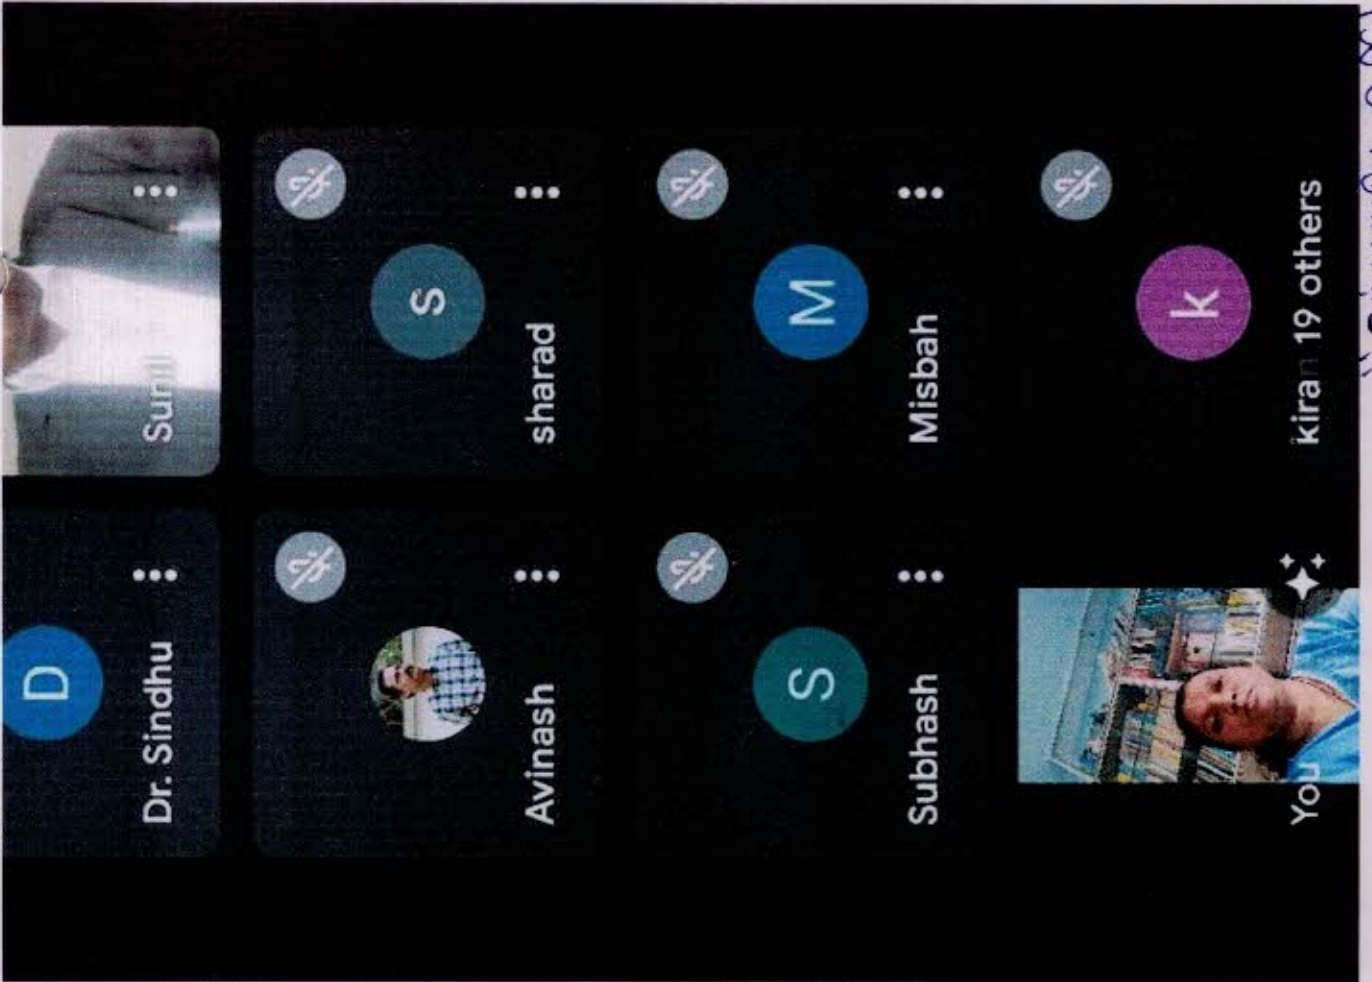 D
Dr. Sindhu
Sunil
S
Avinash
sharad
S
M
Subhash
Misbah
k
You
kiran 19 others